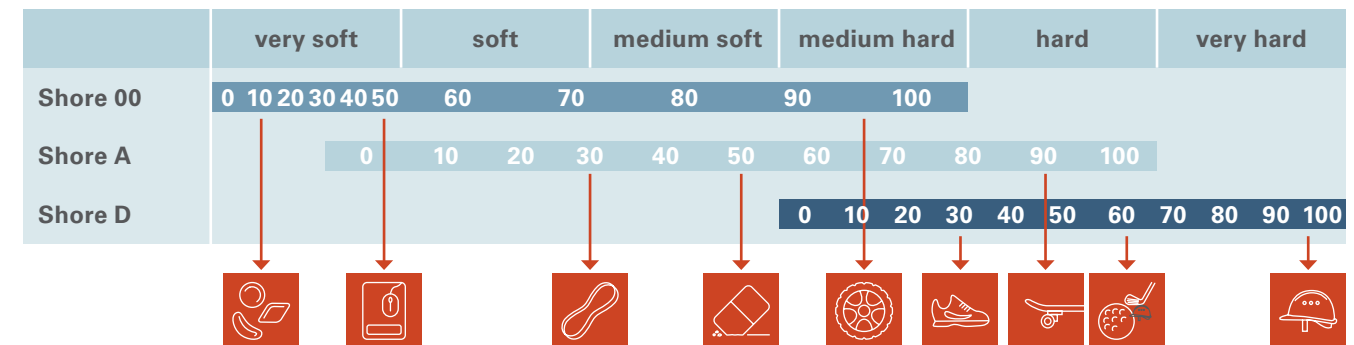 very soft soft medium soft medium hard hard very hard
Shore 00 0 10 20 30 40 50 60 70 80 90 100
Shore A 0 10 20 30 40 50 60 70 80 90 100
Shore D 0 10 20 30 40 50 60 70 80 90 100